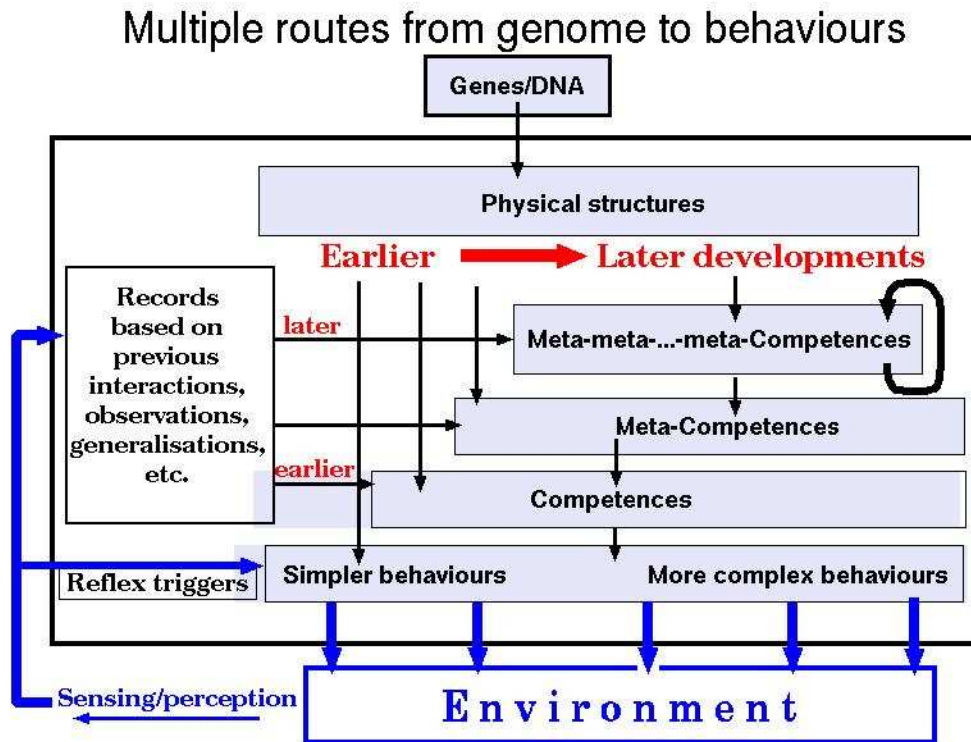 Multiple routes from genome to behaviours
Genes/DNA
Physical structures
Earlier
Later developments
Records
based on
previous
interactions,
observations,
generalisations,
etc.
later
Meta-meta-...-meta-Competences
Meta-Competences
earlier
Competences
Reflex triggers
Simpler behaviours
More complex behaviours
Sensing/perception
Environment